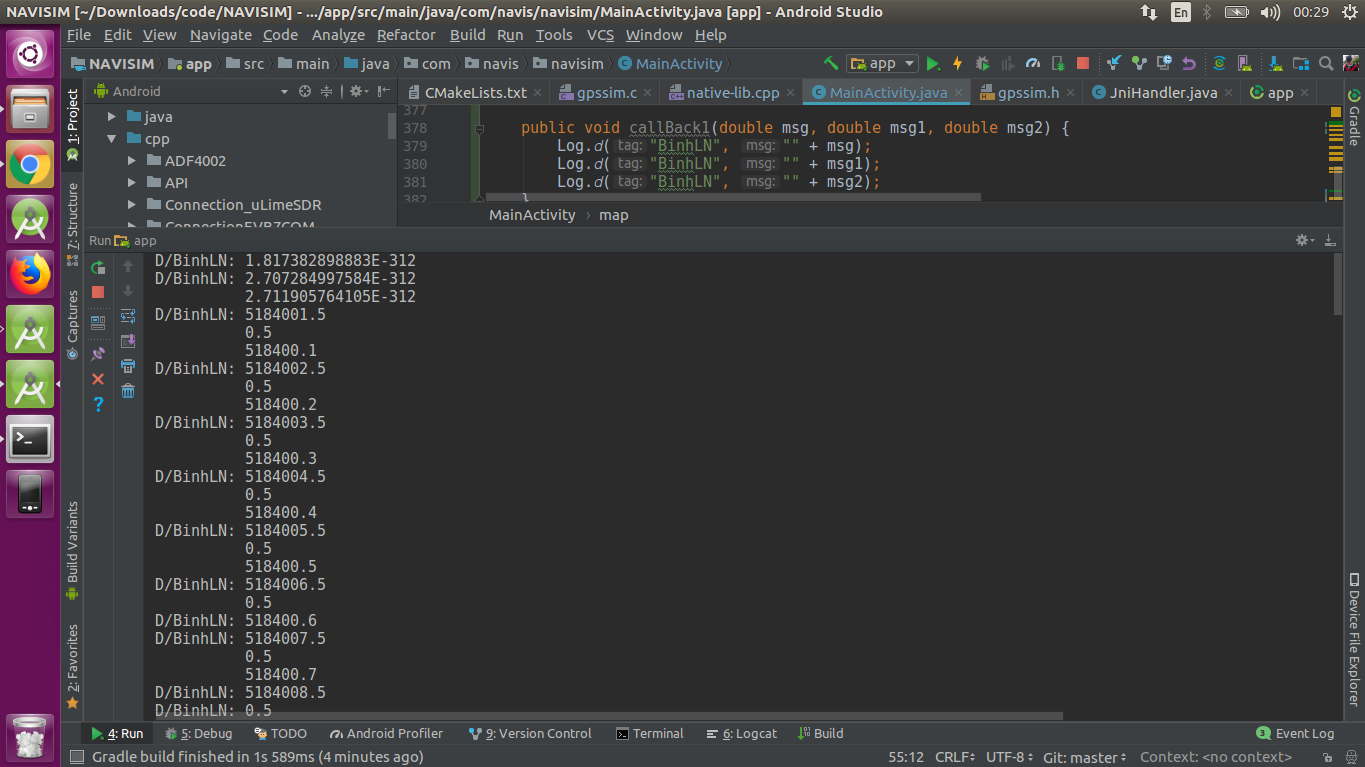 NAVISIM [~/Downloads/code/NAVISIM] - .../app/src/main/java/com/navis/navisim/MainActivity.java [app] - Android Studio
En
00:29
File Edit View Navigate Code Analyze Refactor Build Run Tools VCS Window Help
NAVISIM app src main java com navis navisim MainActivity
app
Android
CMakeLists.txt gpssim.c native-lib.cpp MainActivity.java gpssim.h JniHandler.java app
1: Project
7: Structure
Captures
Build Variants
2: Favorites
java
cpp
ADF4002
API
Connection_uLimeSDR
ConnectionEVB7COM
377
378 public void callBack1(double msg, double msg1, double msg2) {
379 Log.d( tag: "BinhLN", msg: "" + msg);
380 Log.d( tag: "BinhLN", msg: "" + msg1);
381 Log.d( tag: "BinhLN", msg: "" + msg2);
382 }
MainActivity › map
Run app
D/BinhLN: 1.817382898883E-312
D/BinhLN: 2.707284997584E-312
2.711905764105E-312
D/BinhLN: 5184001.5
0.5
518400.1
D/BinhLN: 5184002.5
0.5
518400.2
D/BinhLN: 5184003.5
0.5
518400.3
D/BinhLN: 5184004.5
0.5
518400.4
D/BinhLN: 5184005.5
0.5
518400.5
D/BinhLN: 5184006.5
0.5
D/BinhLN: 518400.6
D/BinhLN: 5184007.5
0.5
518400.7
D/BinhLN: 5184008.5
D/BinhLN: 0.5
Gradle
Device File Explorer
4: Run 5: Debug TODO Android Profiler 9: Version Control Terminal 6: Logcat Build 3 Event Log
Gradle build finished in 1s 589ms (4 minutes ago) 55:12 CRLF UTF-8 Git: master Context: <no context>